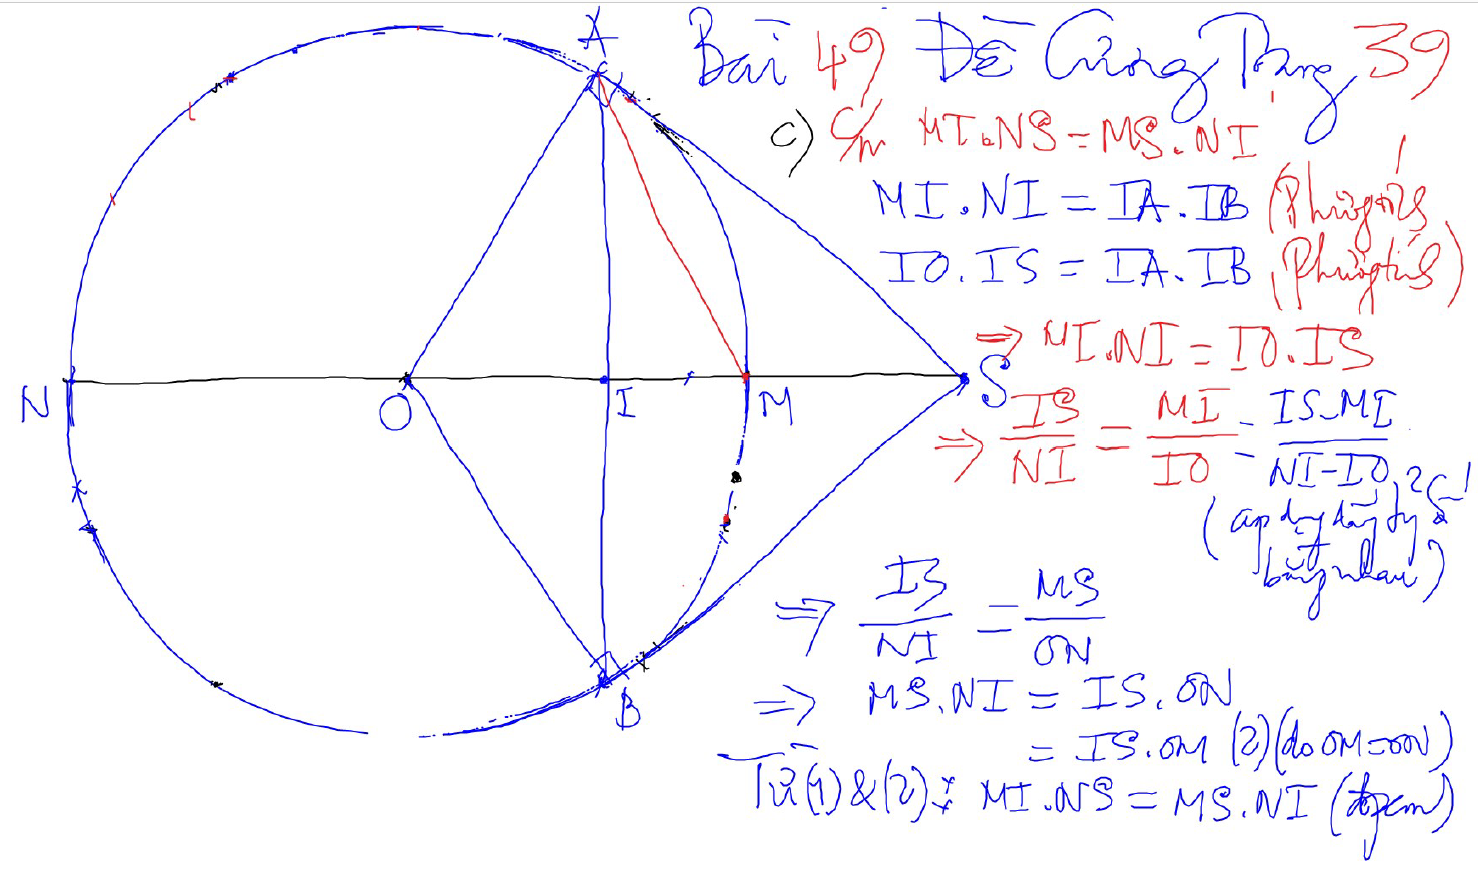 Bài 49 Đề Cương Trang 39
c) C/m MI.NS = MS.NI
MI.NI = IA.IB (Phương tích
IO.IS = IA.IB, Phương tích)
⇒ MI.NI = IO.IS
⇒ IS/NI = MI/IO = IS-MI/NI-IO
(áp dụng dãy tỷ số
bằng nhau)
⇒ IS/NI = MS/ON
⇒ MS.NI = IS.ON
= IS.OM (2) (do OM=ON)
Từ (1) & (2): MI.NS = MS.NI (đpcm)
A
N
O
I
M
S
B